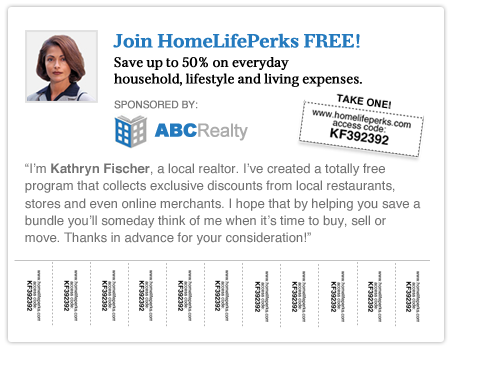 Join HomeLifePerks FREE!
Save up to 50% on everyday
household, lifestyle and living expenses.
SPONSORED BY:
ABCRealty
TAKE ONE!
www.homelifeperks.com
access code:
KF392392
“I’m Kathryn Fischer, a local realtor. I’ve created a totally free
program that collects exclusive discounts from local restaurants,
stores and even online merchants. I hope that by helping you save a
bundle you’ll someday think of me when it’s time to buy, sell or
move. Thanks in advance for your consideration!”
www.homelifeperks.com
access code:
KF392392
www.homelifeperks.com
access code:
KF392392
www.homelifeperks.com
access code:
KF392392
www.homelifeperks.com
access code:
KF392392
www.homelifeperks.com
access code:
KF392392
www.homelifeperks.com
access code:
KF392392
www.homelifeperks.com
access code:
KF392392
www.homelifeperks.com
access code:
KF392392
www.homelifeperks.com
access code:
KF392392
www.homelifeperks.com
access code:
KF392392
www.homelifeperks.com
access code:
KF392392